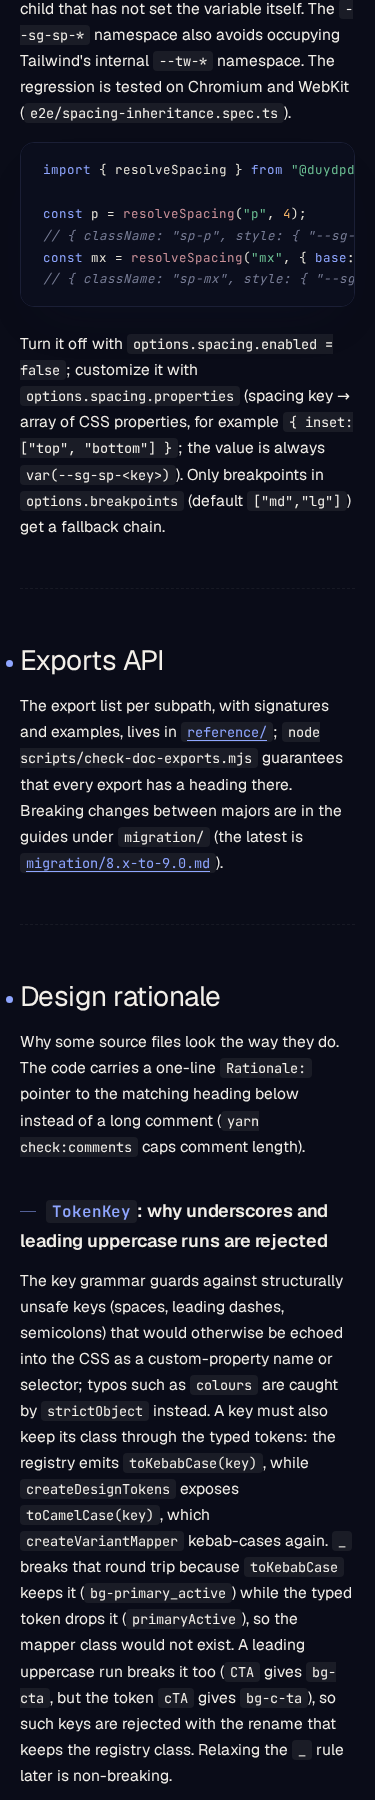 child that has not set the variable itself. The -
-sg-sp-* namespace also avoids occupying
Tailwind's internal --tw-* namespace. The
regression is tested on Chromium and WebKit
(e2e/spacing-inheritance.spec.ts).
import { resolveSpacing } from "@duydpd
const p = resolveSpacing("p", 4);
// { className: "sp-p", style: { "--sg-
const mx = resolveSpacing("mx", { base:
// { className: "sp-mx", style: { "--sg
Turn it off with options.spacing.enabled =
false; customize it with
options.spacing.properties (spacing key →
array of CSS properties, for example { inset:
["top", "bottom"] }; the value is always
var(--sg-sp-<key>)). Only breakpoints in
options.breakpoints (default ["md","lg"])
get a fallback chain.
Exports API
The export list per subpath, with signatures
and examples, lives in reference/; node
scripts/check-doc-exports.mjs guarantees
that every export has a heading there.
Breaking changes between majors are in the
guides under migration/ (the latest is
migration/8.x-to-9.0.md).
Design rationale
Why some source files look the way they do.
The code carries a one-line Rationale:
pointer to the matching heading below
instead of a long comment (yarn
check:comments caps comment length).
— TokenKey: why underscores and
leading uppercase runs are rejected
The key grammar guards against structurally
unsafe keys (spaces, leading dashes,
semicolons) that would otherwise be echoed
into the CSS as a custom-property name or
selector; typos such as colours are caught
by strictObject instead. A key must also
keep its class through the typed tokens: the
registry emits toKebabCase(key), while
createDesignTokens exposes
toCamelCase(key), which
createVariantMapper kebab-cases again. _
breaks that round trip because toKebabCase
keeps it (bg-primary_active) while the typed
token drops it (primaryActive), so the
mapper class would not exist. A leading
uppercase run breaks it too (CTA gives bg-
cta, but the token cTA gives bg-c-ta), so
such keys are rejected with the rename that
keeps the registry class. Relaxing the _ rule
later is non-breaking.